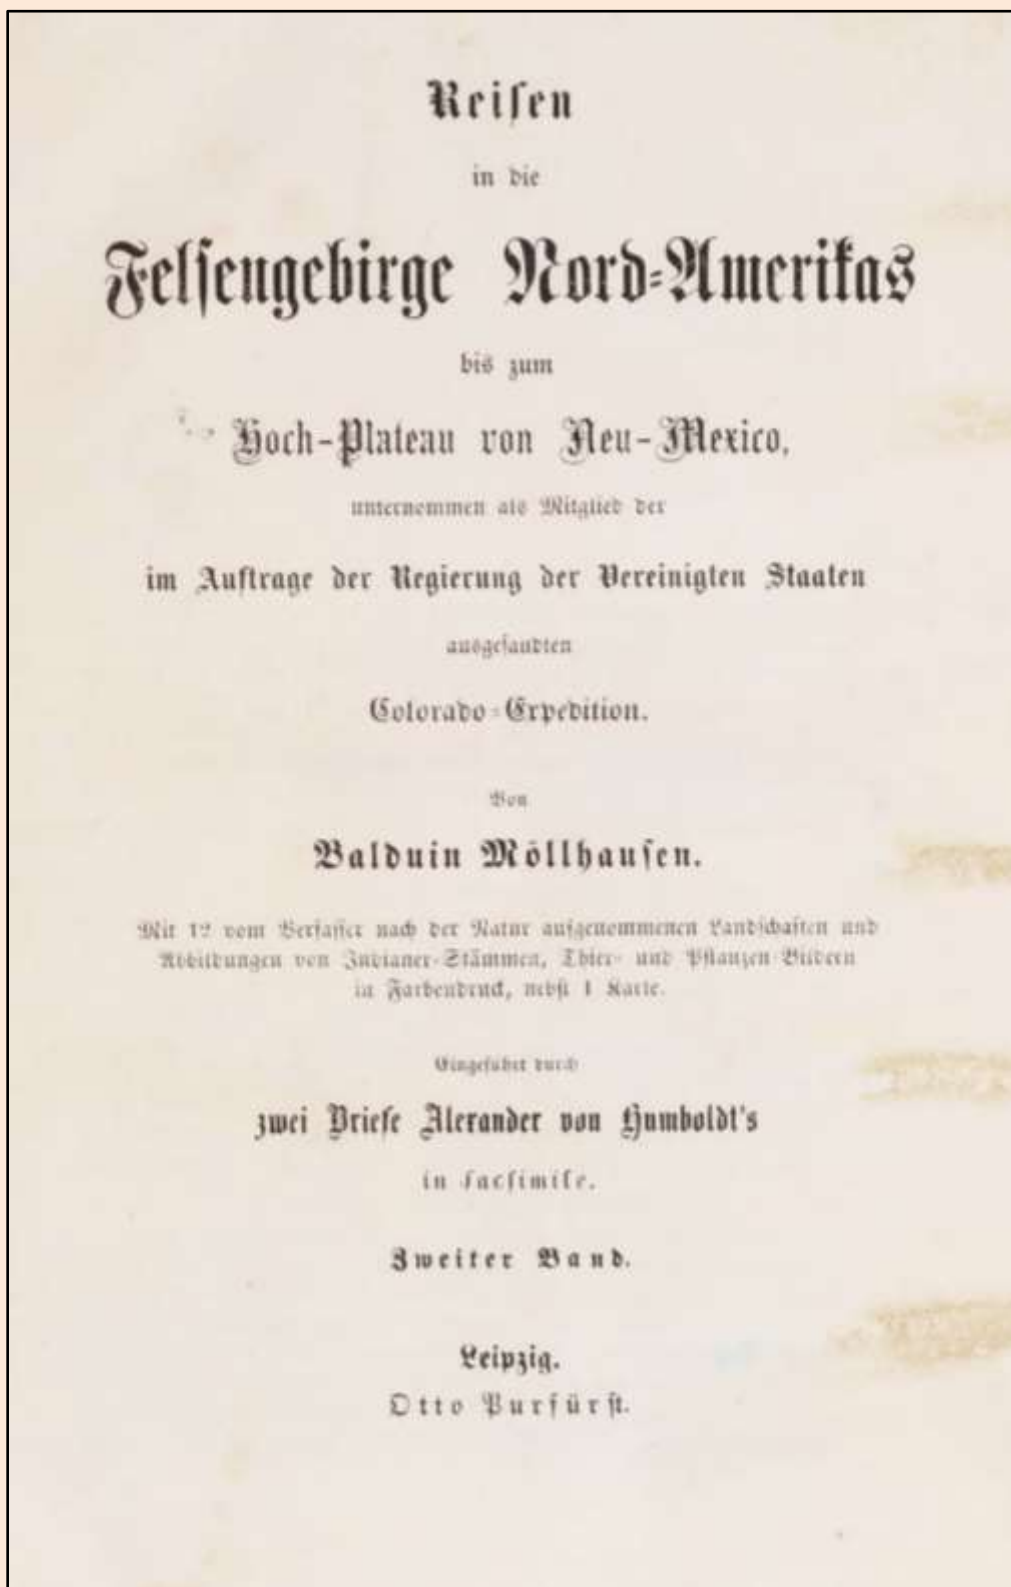 Reisen
in die
Felsengebirge Nord-Amerikas
bis zum
Hoch-Plateau von Neu-Mexico,
unternommen als Mitglied der
im Auftrage der Regierung der Vereinigten Staaten
ausgesandten
Colorado-Expedition.
Von
Balduin Möllhausen.
Mit 12 vom Verfasser nach der Natur aufgenommenen Landschaften und
Abbildungen von Indianer-Stämmen, Thier- und Pflanzen-Bildern
in Farbendruck, nebst 1 Karte.
Eingeführt durch
zwei Briefe Alexander von Humboldt's
in Facsimile.
Zweiter Band.
Leipzig.
Otto Purfürst.